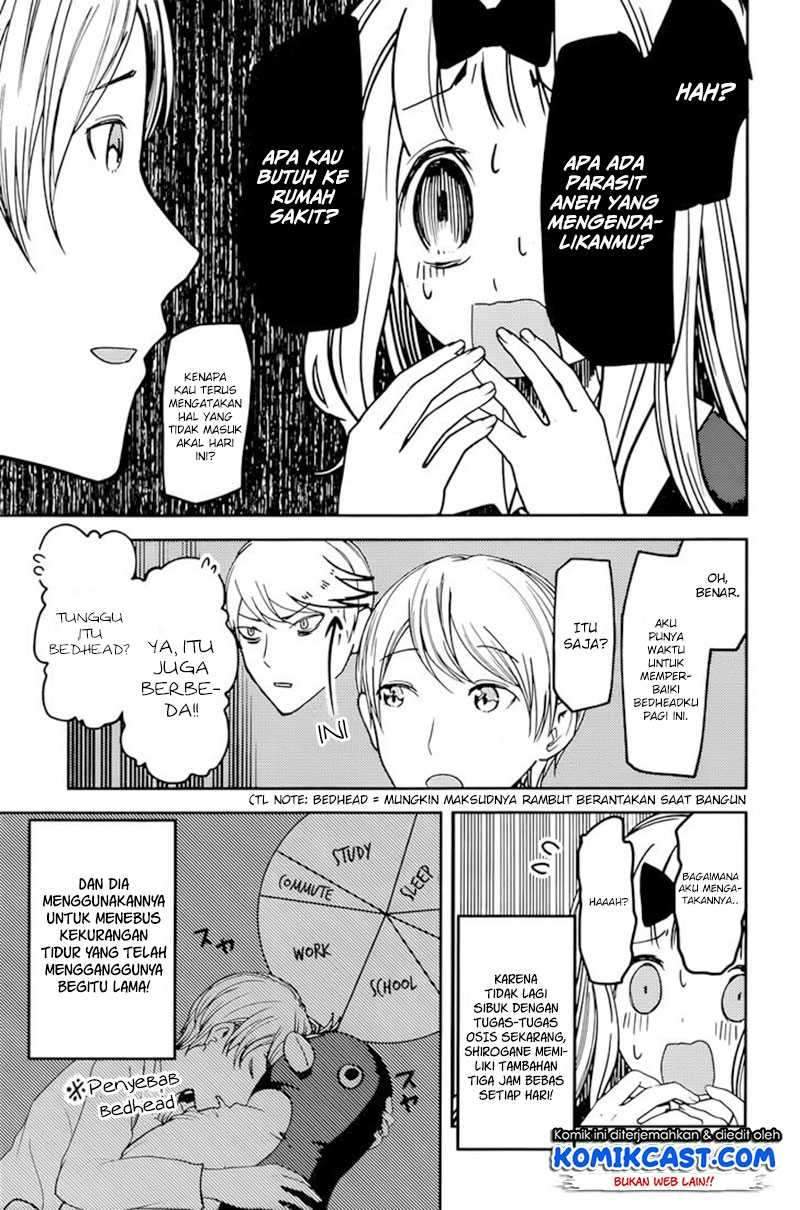 HAH?
APA ADA
PARASIT
ANEH YANG
MENGENDA-
LIKANMU?
APA KAU
BUTUH KE
RUMAH
SAKIT?
KENAPA
KAU TERUS
MENGATAKAN
HAL YANG
TIDAK MASUK
AKAL HARI
INI?
OH,
BENAR.
AKU
PUNYA
WAKTU
UNTUK
MEMPER-
BAIKI
BEDHEADKU
PAGI INI.
ITU
SAJA?
INI
YA, ITU
JUGA
BERBE-
DA!!
TUNGGU
ITU
BEDHEAD?
(TL NOTE: BEDHEAD = MUNGKIN MAKSUDNYA RAMBUT BERANTAKAN SAAT BANGUN
BAGAIMANA
AKU MENGA-
TAKANNYA..
HAAAH?
KARENA
TIDAK LAGI
SIBUK DENGAN
TUGAS-TUGAS
OSIS SEKARANG,
SHIROGANE MEMI-
LIKI TAMBAHAN
TIGA JAM BEBAS
SETIAP HARI!
DAN DIA
MENGGUNAKANNYA
UNTUK MENEBUS
KEKURANGAN
TIDUR YANG TELAH
MENGGANGGUNYA
BEGITU LAMA!
STUDY
SLEEP
COMMUTE
WORK
SCHOOL
スヤ
スヤ
※Penyebab
Bedhead
Komik ini diterjemahkan & diedit oleh
KOMIKCAST.COM
BUKAN WEB LAIN!!